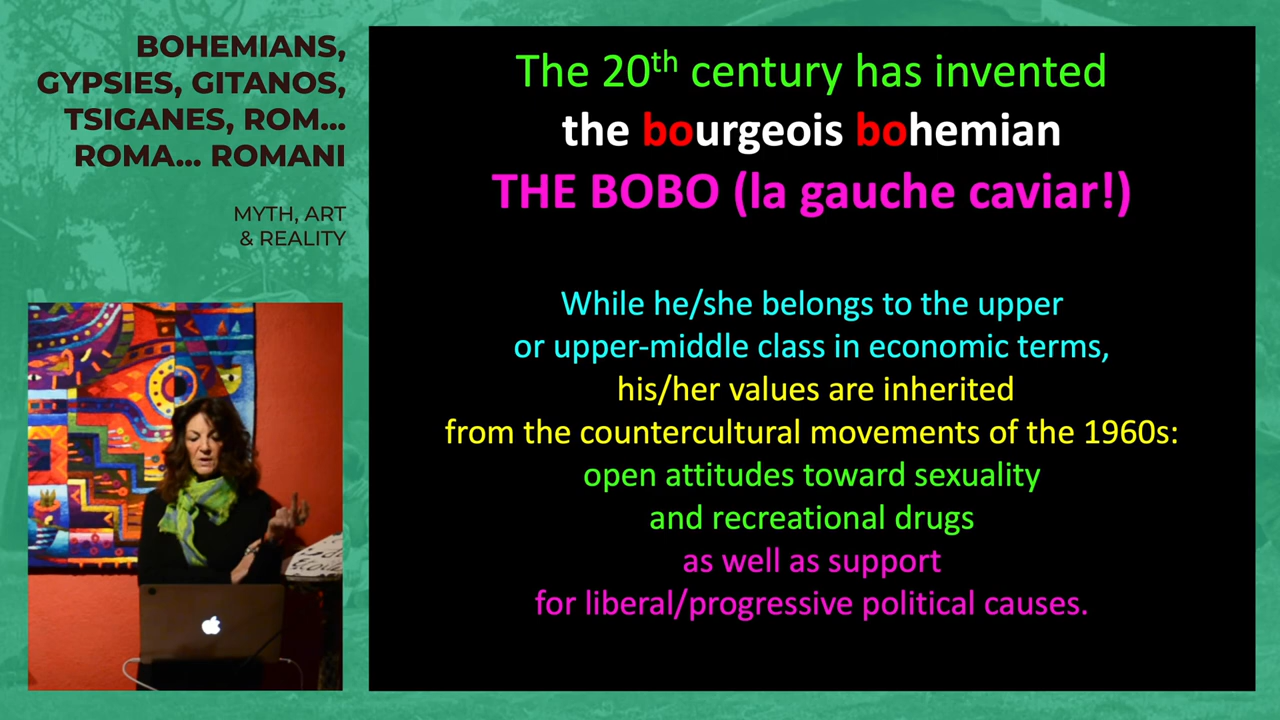 BOHEMIANS,
GYPSIES, GITANOS,
TSIGANES, ROM...
ROMA... ROMANI
MYTH, ART
& REALITY
The 20th century has invented
the bourgeois bohemian
THE BOBO (la gauche caviar!)
While he/she belongs to the upper
or upper-middle class in economic terms,
his/her values are inherited
from the countercultural movements of the 1960s:
open attitudes toward sexuality
and recreational drugs
as well as support
for liberal/progressive political causes.